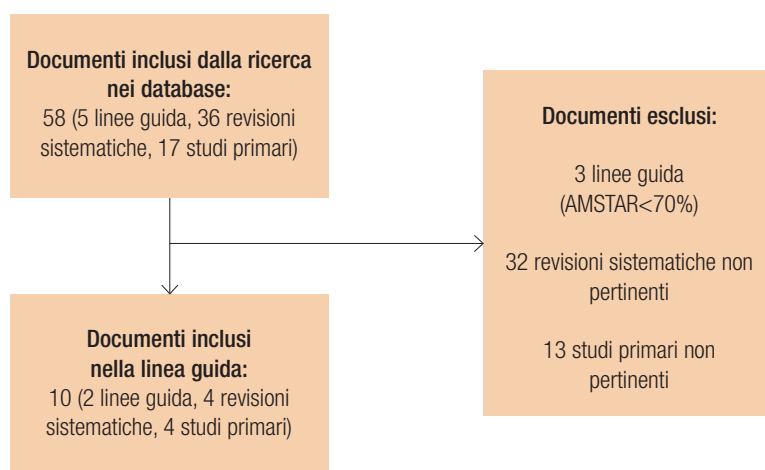 Documenti inclusi dalla ricerca
nei database:
58 (5 linee guida, 36 revisioni
sistematiche, 17 studi primari)
Documenti esclusi:
3 linee guida
(AMSTAR<70%)
32 revisioni sistematiche non
pertinenti
13 studi primari non
pertinenti
Documenti inclusi
nella linea guida:
10 (2 linee guida, 4 revisioni
sistematiche, 4 studi primari)